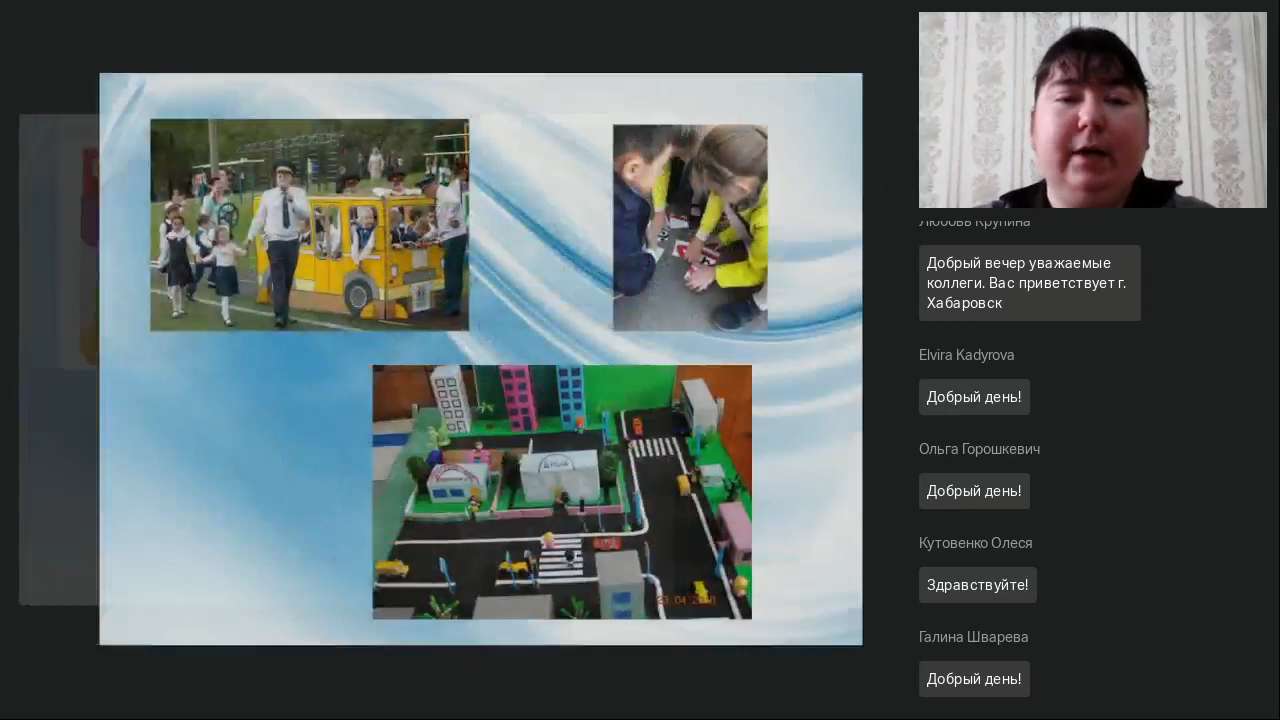 Любовь Крупина
Добрый вечер уважаемые
коллеги. Вас приветствует г.
Хабаровск
Elvira Kadyrova
Добрый день!
Ольга Горошкевич
Добрый день!
Кутовенко Олеся
Здравствуйте!
Галина Шварева
Добрый день!